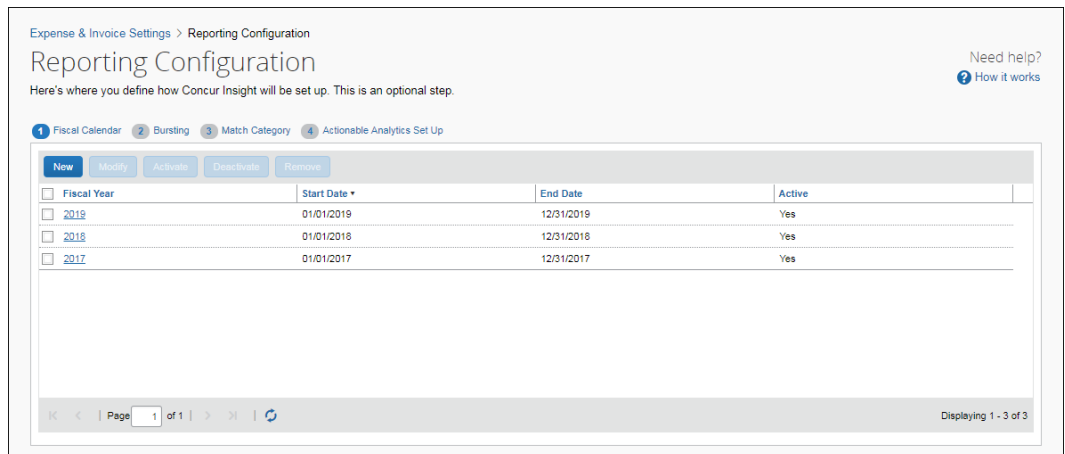 Expense & Invoice Settings > Reporting Configuration
Reporting Configuration
Need help?
? How it works
Here's where you define how Concur Insight will be set up. This is an optional step.
1 Fiscal Calendar 2 Bursting 3 Match Category 4 Actionable Analytics Set Up
New Modify Activate Deactivate Remove
Fiscal Year Start Date End Date Active
2019 01/01/2019 12/31/2019 Yes
2018 01/01/2018 12/31/2018 Yes
2017 01/01/2017 12/31/2017 Yes
Page 1 of 1 Displaying 1 - 3 of 3